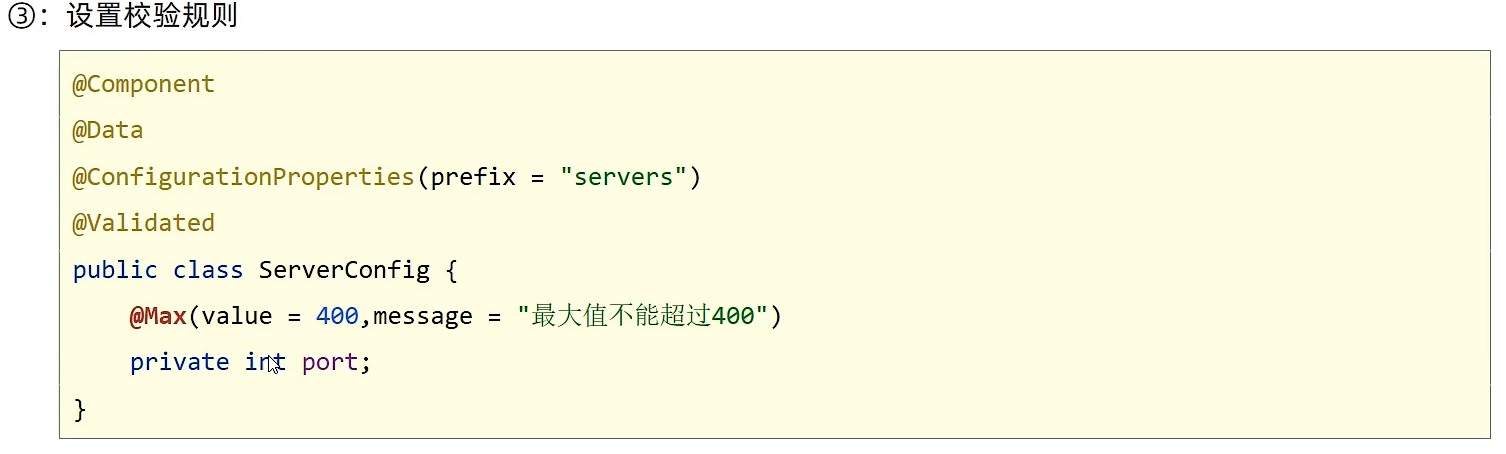 ③：设置校验规则
@Component
@Data
@ConfigurationProperties(prefix = "servers")
@Validated
public class ServerConfig {
@Max(value = 400,message = "最大值不能超过400")
private int port;
}